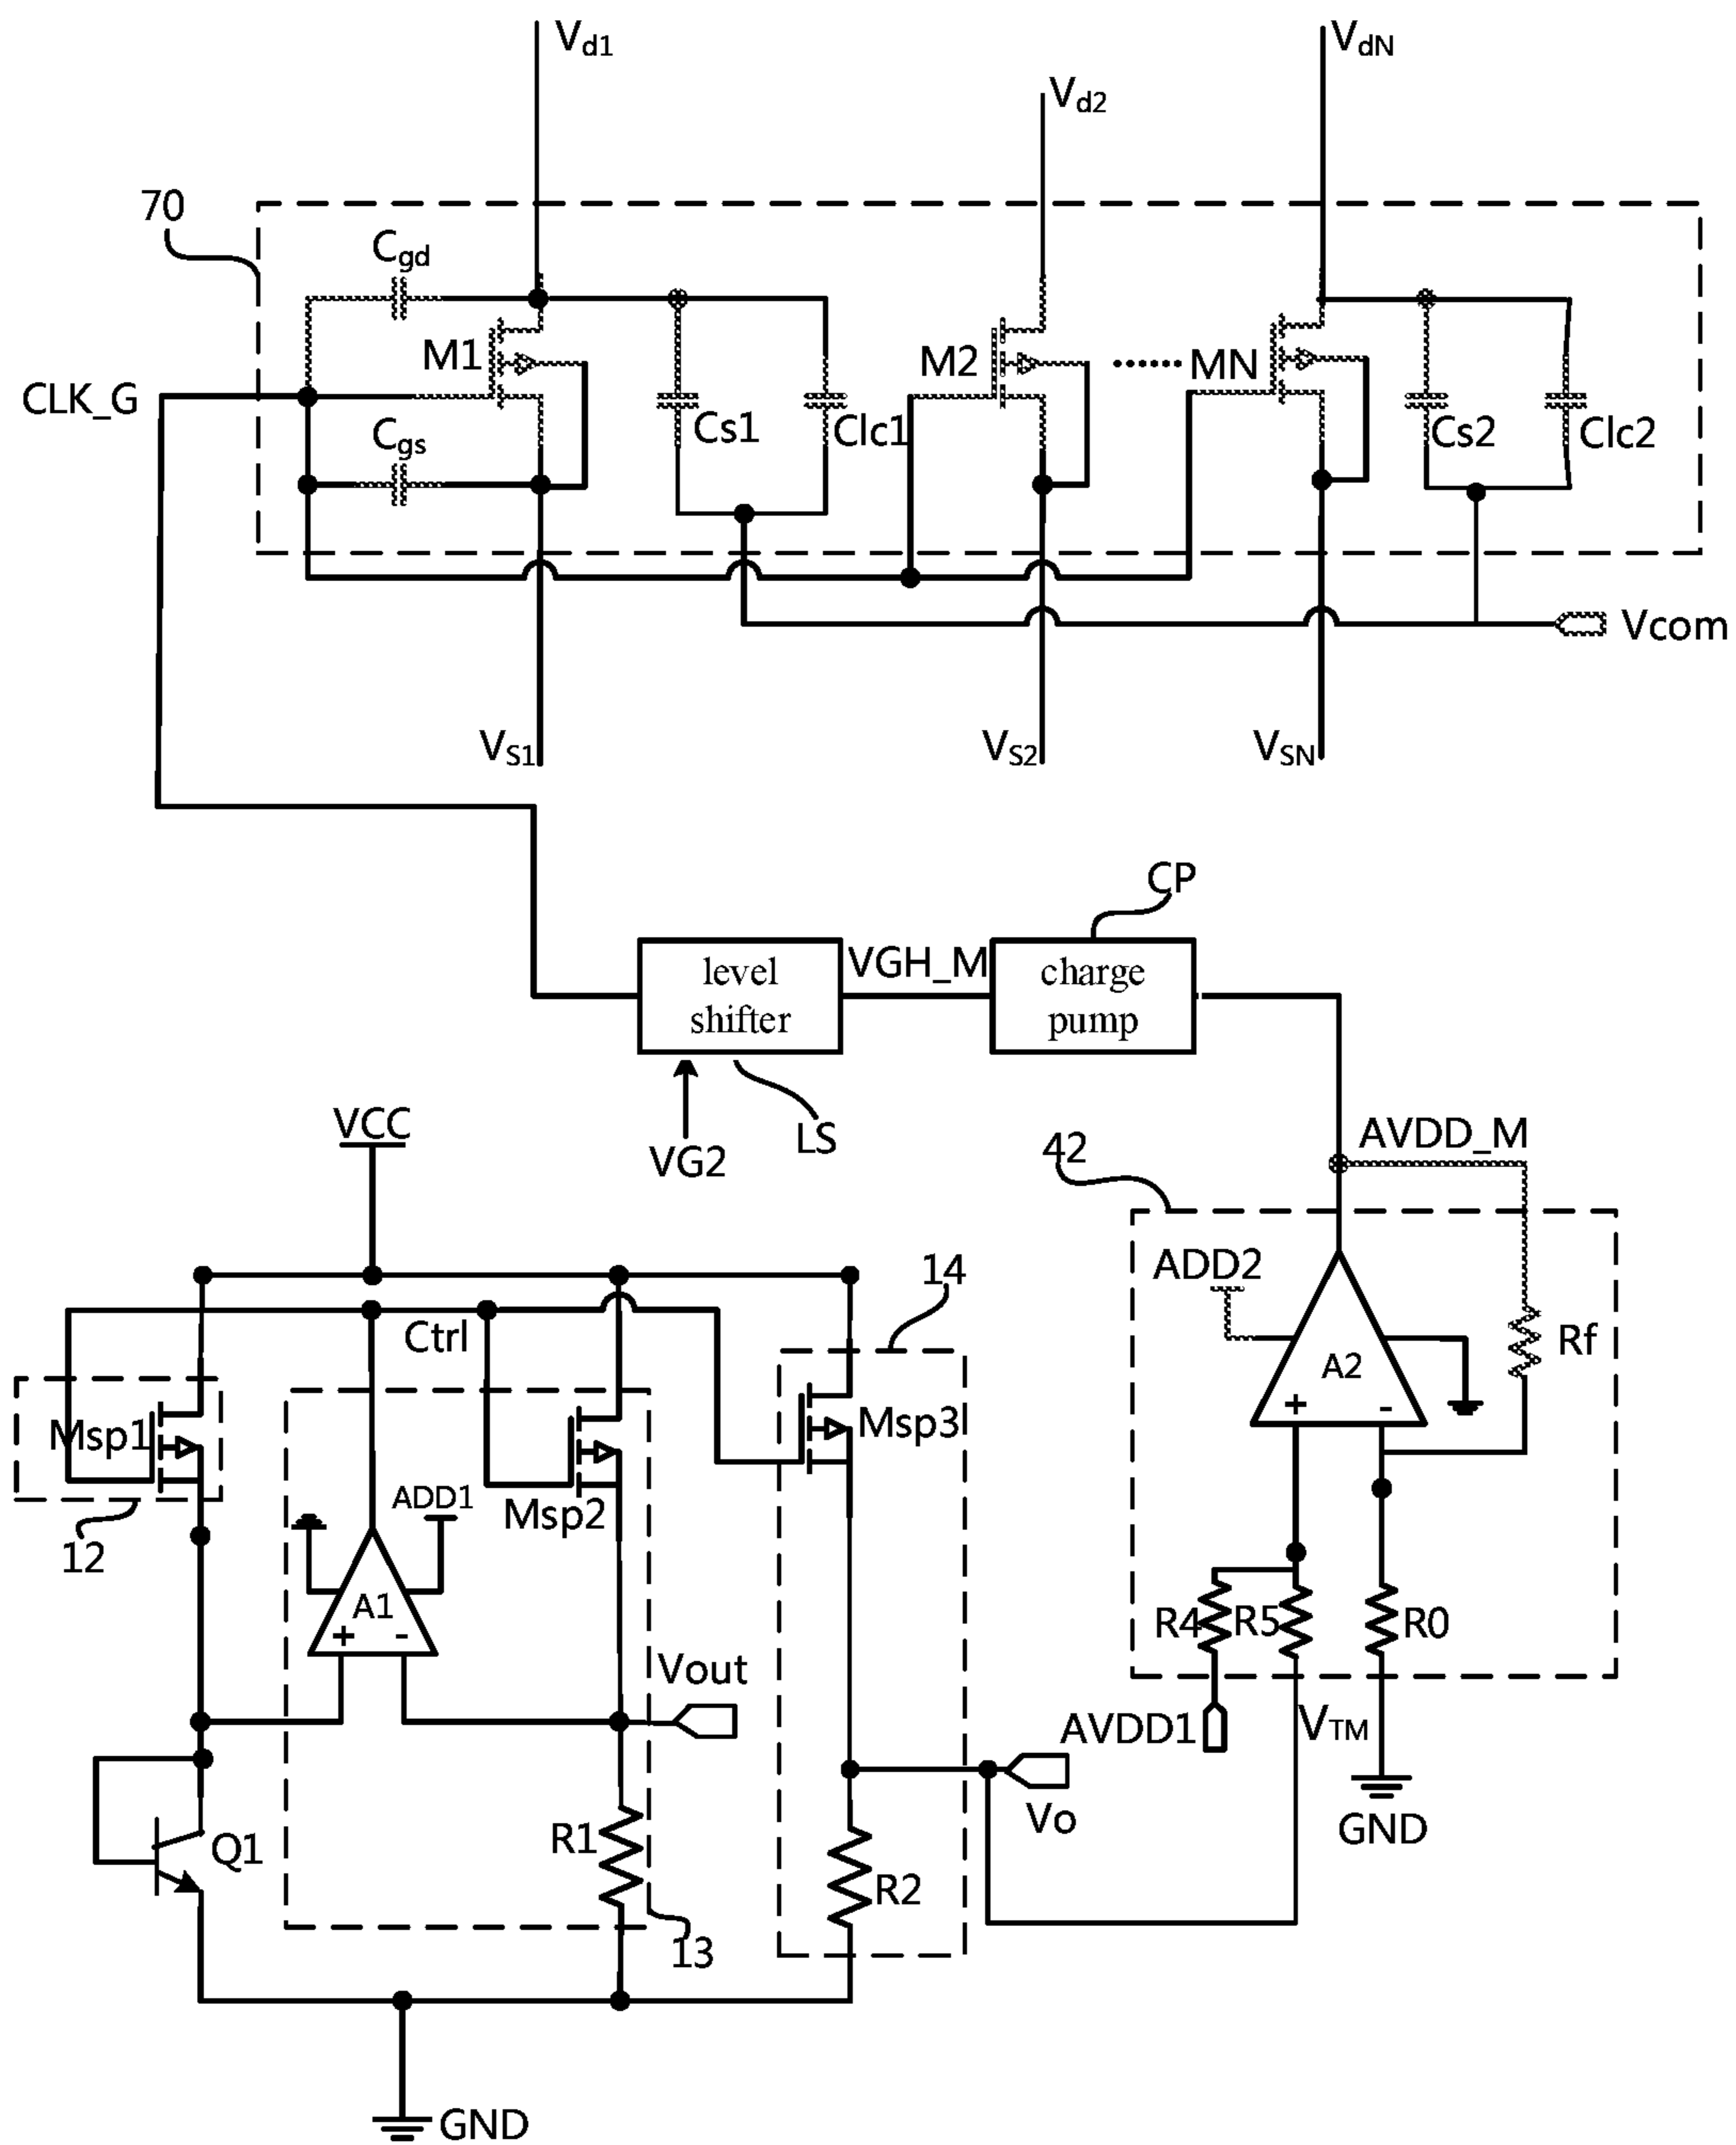 Vd1
VdN
Vd2
70
Cgd
M1
M2
······ MN
CLK_G
Cgs
Cs1
Clc1
Cs2
Clc2
Vcom
VS1
VS2
VSN
CP
level
shifter
VGH_M
charge
pump
VCC
VG2
LS
42
AVDD_M
14
ADD2
Ctrl
Rf
A2
+ -
Msp1
Msp3
ADD1
Msp2
12
A1
+ -
R4
R5
R0
Vout
AVDD1
VTM
Vo
GND
Q1
R1
R2
13
GND